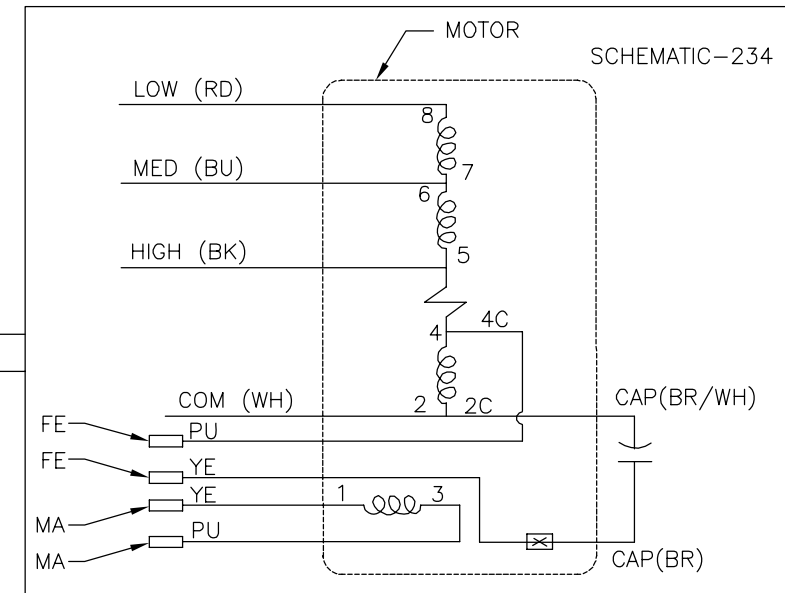 MOTOR
SCHEMATIC-234
LOW (RD)
8
7
MED (BU)
6
5
HIGH (BK)
4
4C
COM (WH)
2
2C
CAP(BR/WH)
FE
PU
FE
YE
YE
1
3
MA
PU
MA
CAP(BR)